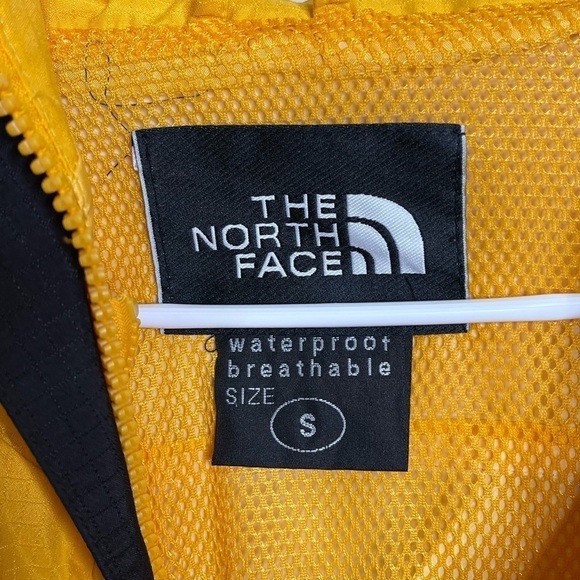 THE
NORTH
FACE
waterproof
breathable
SIZE
S